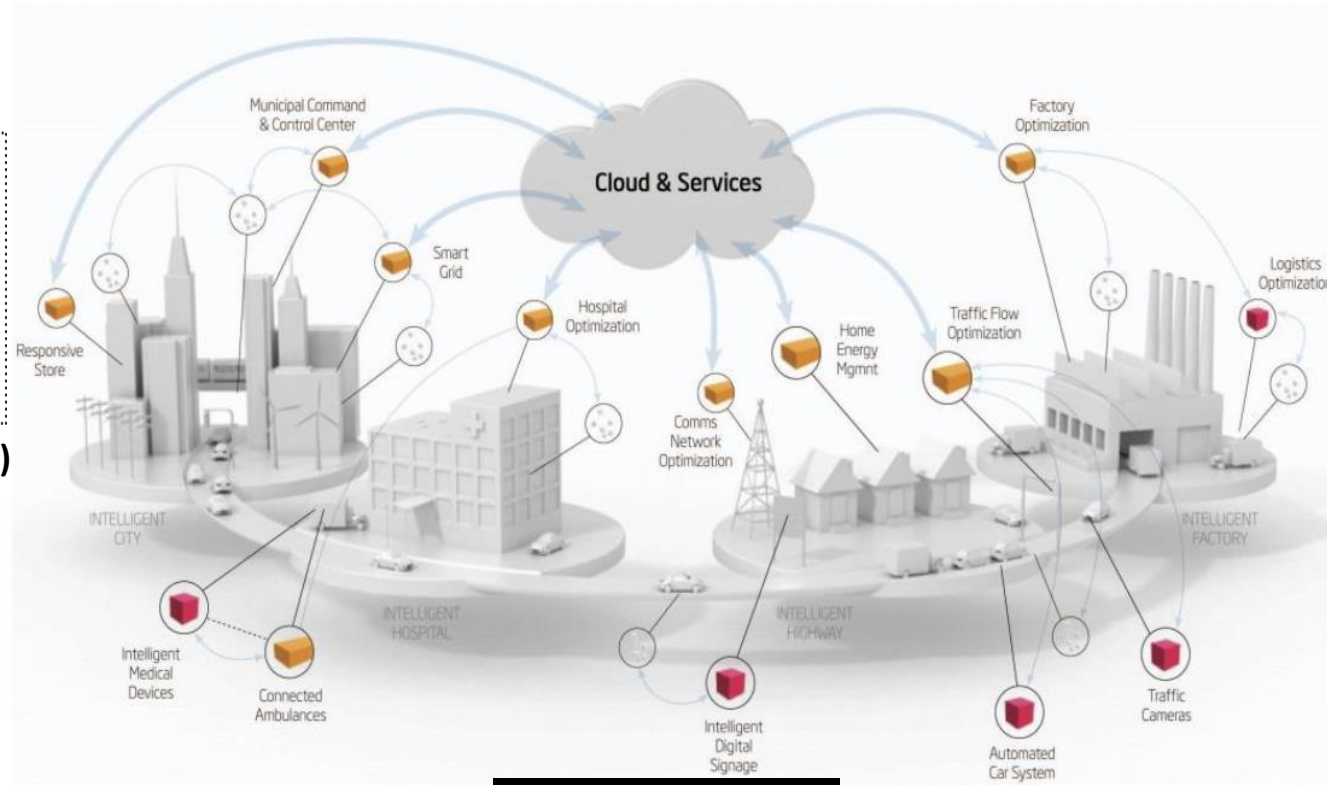 Municipal Command
& Control Center
Factory
Optimization
Cloud & Services
Smart
Grid
Logistics
Optimization
Hospital
Optimization
Traffic Flow
Optimization
Home
Energy
Mgmnt
Responsive
Store
Comms
Network
Optimization
)
INTELLIGENT
CITY
INTELLIGENT
FACTORY
INTELLIGENT
HOSPITAL
INTELLIGENT
HIGHWAY
Intelligent
Medical
Devices
Connected
Ambulances
Intelligent
Digital
Signage
Traffic
Cameras
Automated
Car System